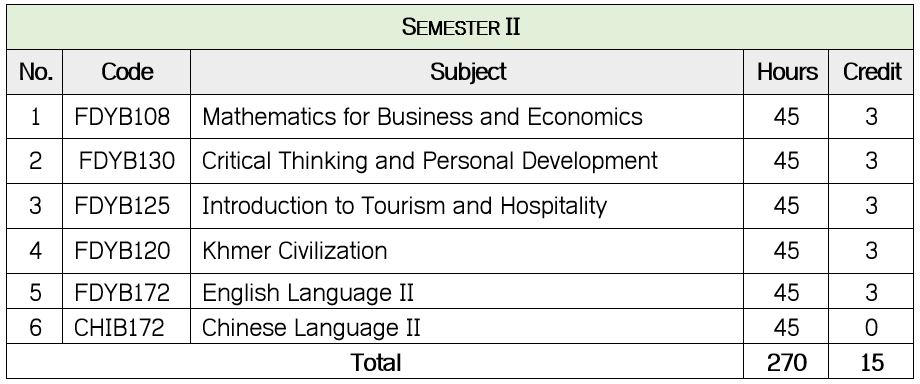 SEMESTER II
No. Code Subject Hours Credit
1 FDYB108 Mathematics for Business and Economics 45 3
2 FDYB130 Critical Thinking and Personal Development 45 3
3 FDYB125 Introduction to Tourism and Hospitality 45 3
4 FDYB120 Khmer Civilization 45 3
5 FDYB172 English Language II 45 3
6 CHIB172 Chinese Language II 45 0
Total 270 15